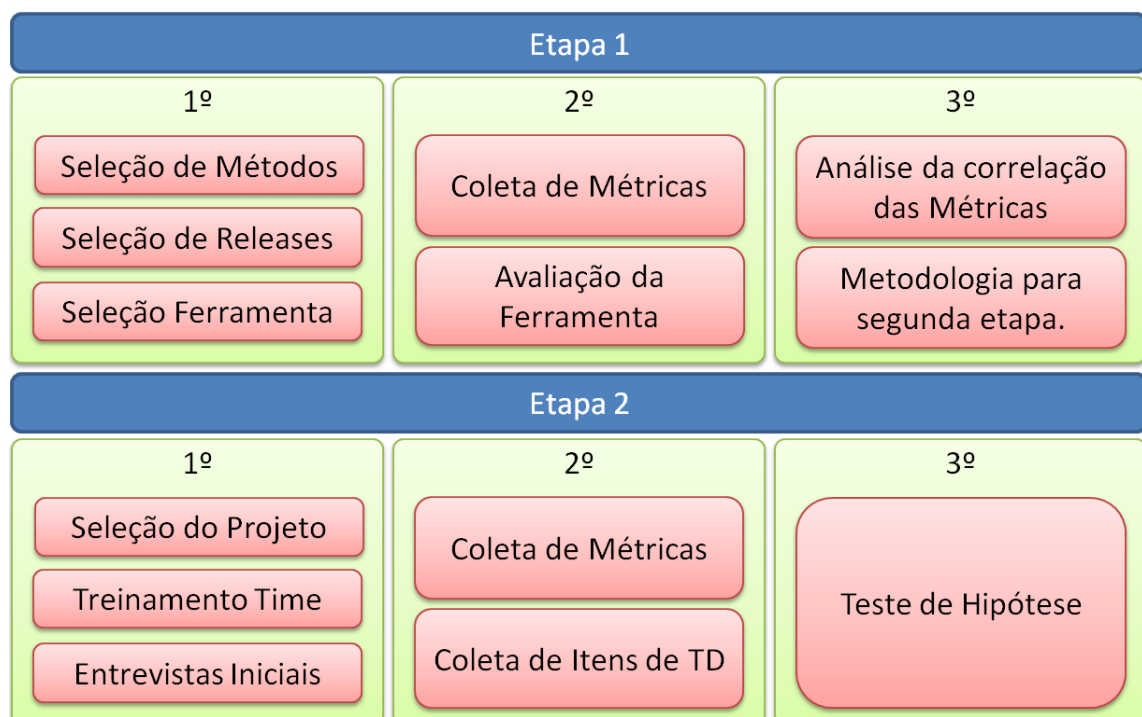 Etapa 1
1º
Seleção de Métodos
Seleção de Releases
Seleção Ferramenta
2º
Coleta de Métricas
Avaliação da
Ferramenta
3º
Análise da correlação
das Métricas
Metodologia para
segunda etapa.
Etapa 2
1º
Seleção do Projeto
Treinamento Time
Entrevistas Iniciais
2º
Coleta de Métricas
Coleta de Itens de TD
3º
Teste de Hipótese